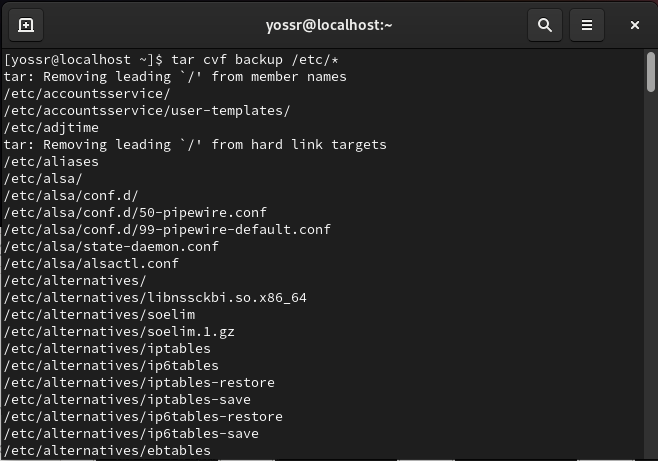 yossr@localhost:~
[yossr@localhost ~]$ tar cvf backup /etc/*
tar: Removing leading `/' from member names
/etc/accountsservice/
/etc/accountsservice/user-templates/
/etc/adjtime
tar: Removing leading `/' from hard link targets
/etc/aliases
/etc/alsa/
/etc/alsa/conf.d/
/etc/alsa/conf.d/50-pipewire.conf
/etc/alsa/conf.d/99-pipewire-default.conf
/etc/alsa/state-daemon.conf
/etc/alsa/alsactl.conf
/etc/alternatives/
/etc/alternatives/libnssckbi.so.x86_64
/etc/alternatives/soelim
/etc/alternatives/soelim.1.gz
/etc/alternatives/iptables
/etc/alternatives/ip6tables
/etc/alternatives/iptables-restore
/etc/alternatives/iptables-save
/etc/alternatives/ip6tables-restore
/etc/alternatives/ip6tables-save
/etc/alternatives/ebtables